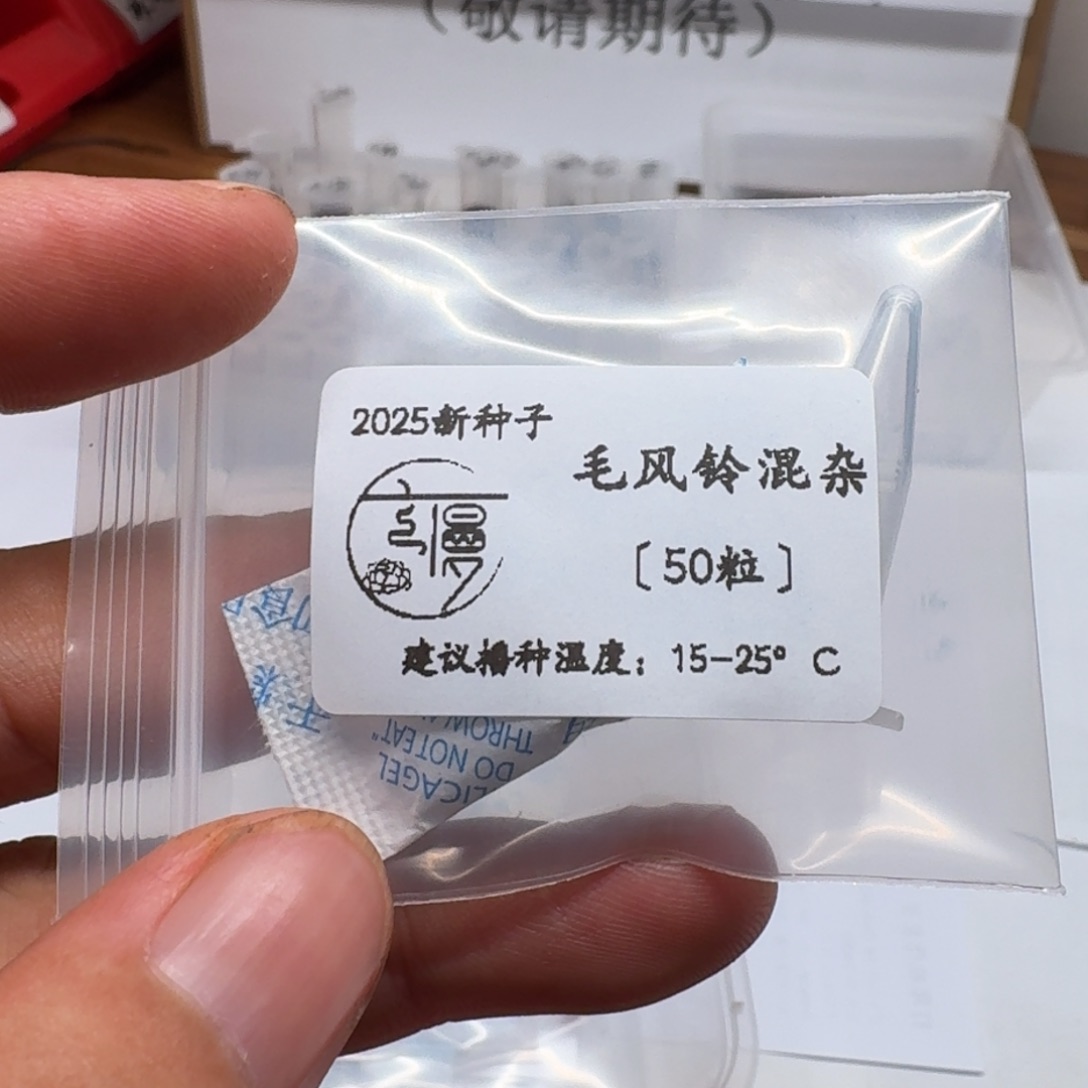 （敬请期待）
2025新种子
毛风铃混杂
〔50粒〕
建议播种温度：15-25° C
LICAGEL
DO NOT EAT"
THROW